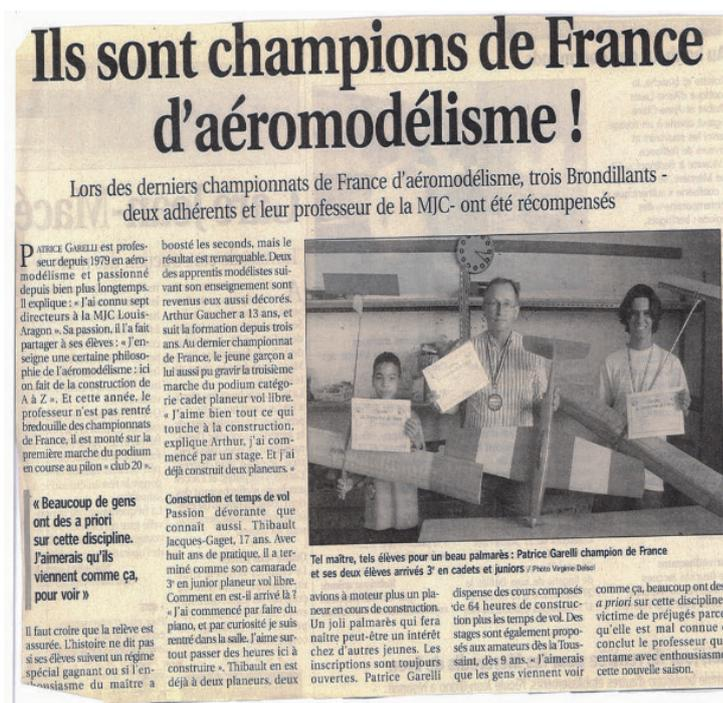 Ils sont champions de France
d'aéromodélisme !
Lors des derniers championnats de France d'aéromodélisme, trois Brondillants -
deux adhérents et leur professeur de la MJC- ont été récompensés
PATRICE GARELLI est profes-
seur depuis 1979 en aéro-
modélisme et passionné
depuis bien plus longtemps.
Il explique : « J'ai connu sept
directeurs à la MJC Louis-
Aragon ». Sa passion, il l'a fait
partager à ses élèves : « J'en-
seigne une certaine philoso-
phie de l'aéromodélisme : ici
on fait de la construction de
A à Z ». Et cette année, le
professeur n'est pas rentré
bredouille des championnats
de France, il est monté sur la
première marche du podium
en course au pilon « club 20 ».
« Beaucoup de gens
ont des a priori
sur cette discipline.
J'aimerais qu'ils
viennent comme ça,
pour voir »
Il faut croire que la relève est
assurée. L'histoire ne dit pas
si ses élèves suivent un régime
spécial gagnant ou si l'en-
thousiasme du maître a
boosté les seconds, mais le
résultat est remarquable. Deux
des apprentis modélistes sui-
vant son enseignement sont
revenus eux aussi décorés.
Arthur Gaucher a 13 ans, et
suit la formation depuis trois
ans. Au dernier championnat
de France, le jeune garçon a
lui aussi pu gravir la troisième
marche du podium catégo-
rie cadet planeur vol libre.
« J'aime bien tout ce qui
touche à la construction,
explique Arthur, j'ai com-
mencé par un stage. Et j'ai
déjà construit deux planeurs. »
Construction et temps de vol
Passion dévorante que
connaît aussi Thibault
Jacques-Gaget, 17 ans. Avec
huit ans de pratique, il a ter-
miné comme son camarade
3e en junior planeur vol libre.
Comment en est-il arrivé là ?
« J'ai commencé par faire du
piano, et par curiosité je suis
rentré dans la salle. J'aime sur-
tout passer des heures ici à
construire ». Thibault en est
déjà à deux planeurs, deux
Tel maître, tels élèves pour un beau palmarès : Patrice Garelli champion de France
et ses deux élèves arrivés 3e en cadets et juniors / Photo Virginie Delsol
avions à moteur plus un pla-
neur en cours de construction.
Un joli palmarès qui fera
naître peut-être un intérêt
chez d'autres jeunes. Les
inscriptions sont toujours
ouvertes. Patrice Garelli
dispense des cours composés
de 64 heures de construc-
tion plus les temps de vol. Des
stages sont également propo-
sés aux amateurs dès la Tous-
saint, dès 9 ans. « J'aimerais
que les gens viennent voir
comme ça, beaucoup ont des
a priori sur cette discipline
victime de préjugés parce
qu'elle est mal connue »
conclut le professeur qui
entame avec enthousiasme
cette nouvelle saison.